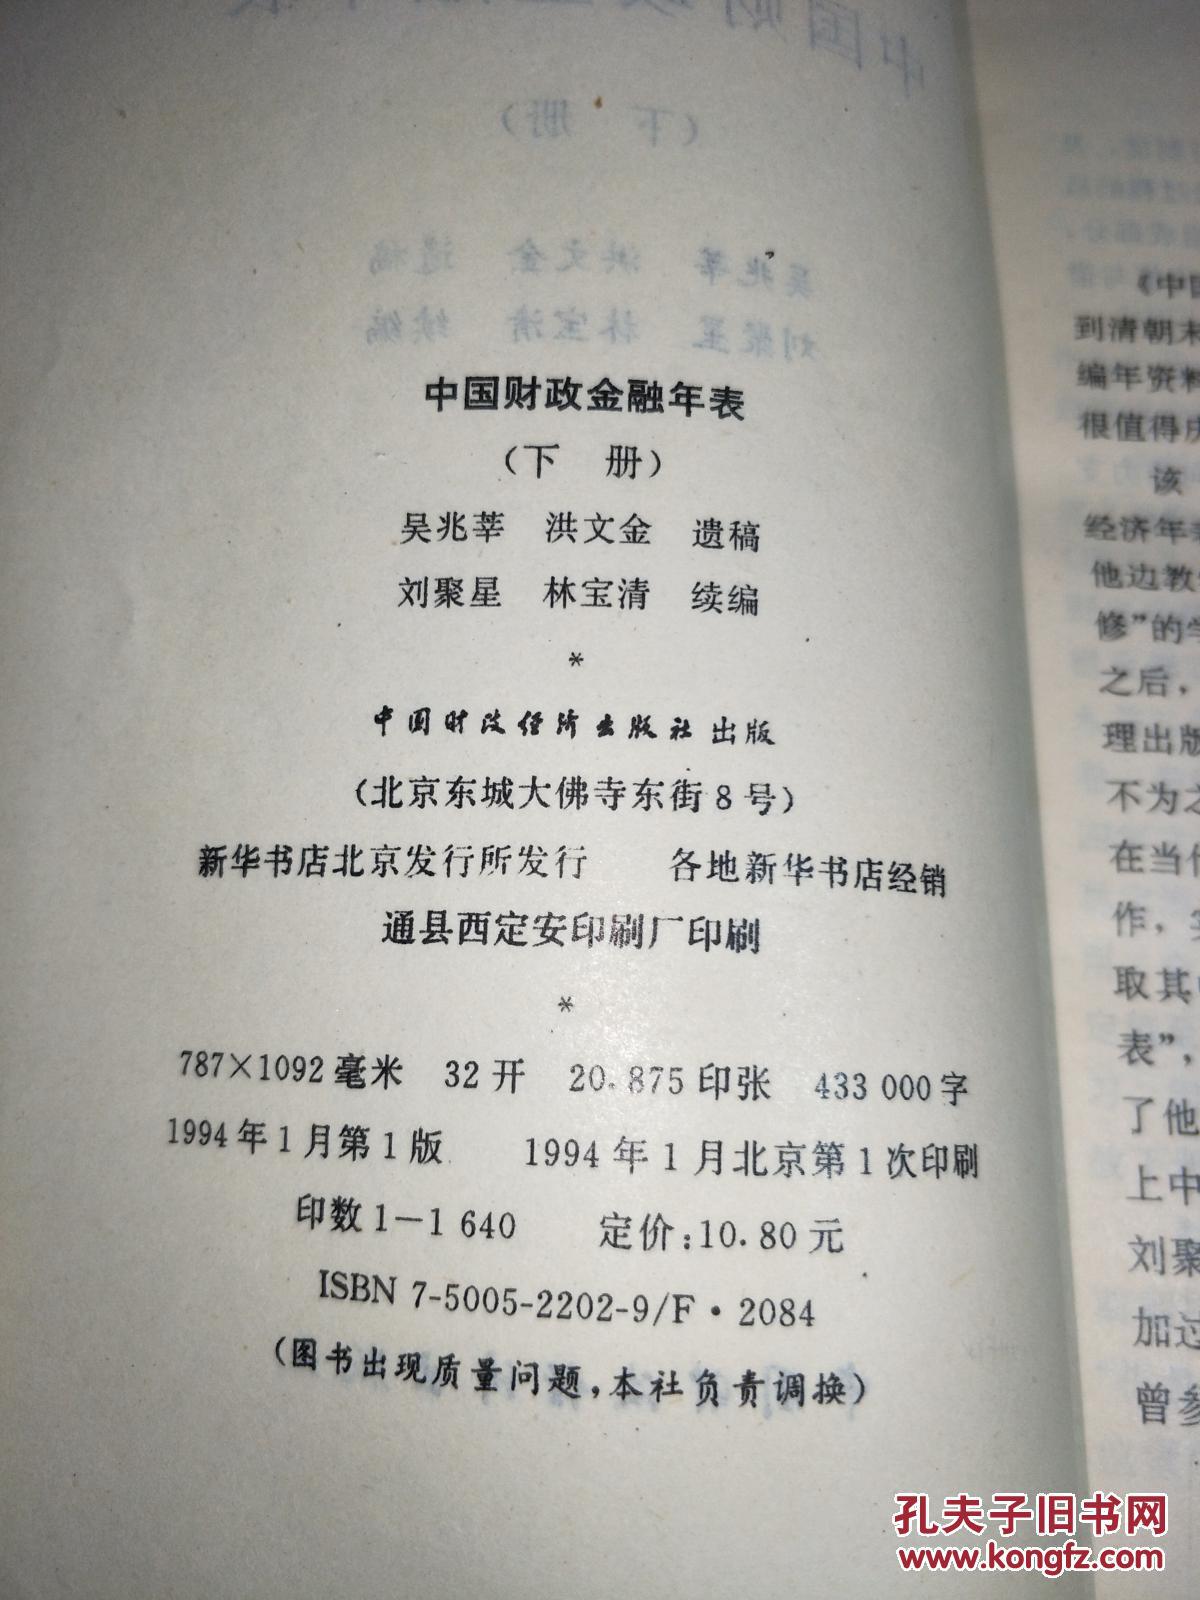 中国财政金融年表
（下 册）
吴兆莘 洪文金 遗稿
刘聚星 林宝清 续编
*
中国财政经济出版社 出版
（北京东城大佛寺东街8号）
新华书店北京发行所发行 各地新华书店经销
通县西定安印刷厂印刷
*
787×1092毫米 32开 20.875印张 433 000字
1994年1月第1版 1994年1月北京第1次印刷
印数1—1 640 定价:10.80元
ISBN 7-5005-2202-9/F·2084
（图书出现质量问题，本社负责调换）
《中国
到清朝末
编年资料
很值得庆
该
经济年表
他边教
修”的学
之后，
理出版
不为之
在当代
作，
取其
表”，
了他
上中
刘聚
加过
曾参
孔夫子旧书网
www.kongfz.com